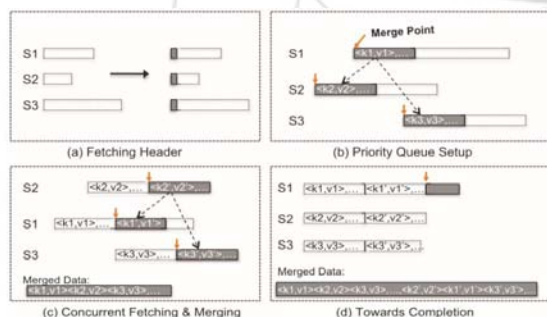 S1
S2
S3
(a) Fetching Header
Merge Point
S1
<k1,v1>,....
S2
<k2,v2>,...
S3
<k3,v3>,...
(b) Priority Queue Setup
S2
<k2,v2>,... <k2',v2'>,...
S1
<k1,v1>,... <k1',v1'>...
S3
<k3,v3>,... <k3',v3'>,...
Merged Data:
<k1,v1><k2,v2><k3,v3>,...
(c) Concurrent Fetching & Merging
S1
<k1,v1>,... <k1',v1'>,...
S2
<k2,v2>,... <k2',v2'>,...
S3
<k3,v3>,... <k3',v3'>,...
Merged Data:
<k1,v1><k2,v2><k3,v3>,...,<k2',v2'><k1',v1'><k3',v3'>,...
(d) Towards Completion